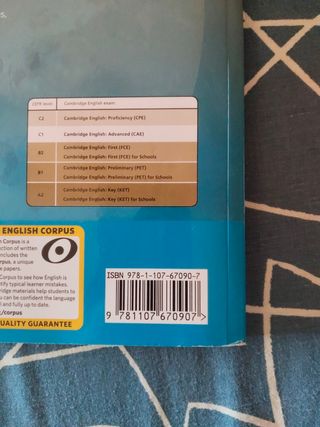 s,
CEFR level Cambridge English exam
C2 Cambridge English: Proficiency (CPE)
C1 Cambridge English: Advanced (CAE)
B2 Cambridge English: First (FCE)
Cambridge English: First (FCE) for Schools
B1 Cambridge English: Preliminary (PET)
Cambridge English: Preliminary (PET) for Schools
A2 Cambridge English: Key (KET)
Cambridge English: Key (KET) for Schools
ENGLISH CORPUS
h Corpus is a
ction of written
cludes the
rpus, a unique
e papers.
Corpus to see how English is
tify typical learner mistakes.
bridge materials help students to
ou can be confident the language
l and fully up to date.
/corpus
UALITY GUARANTEE
ISBN 978-1-107-67090-7
9 781107 670907 >